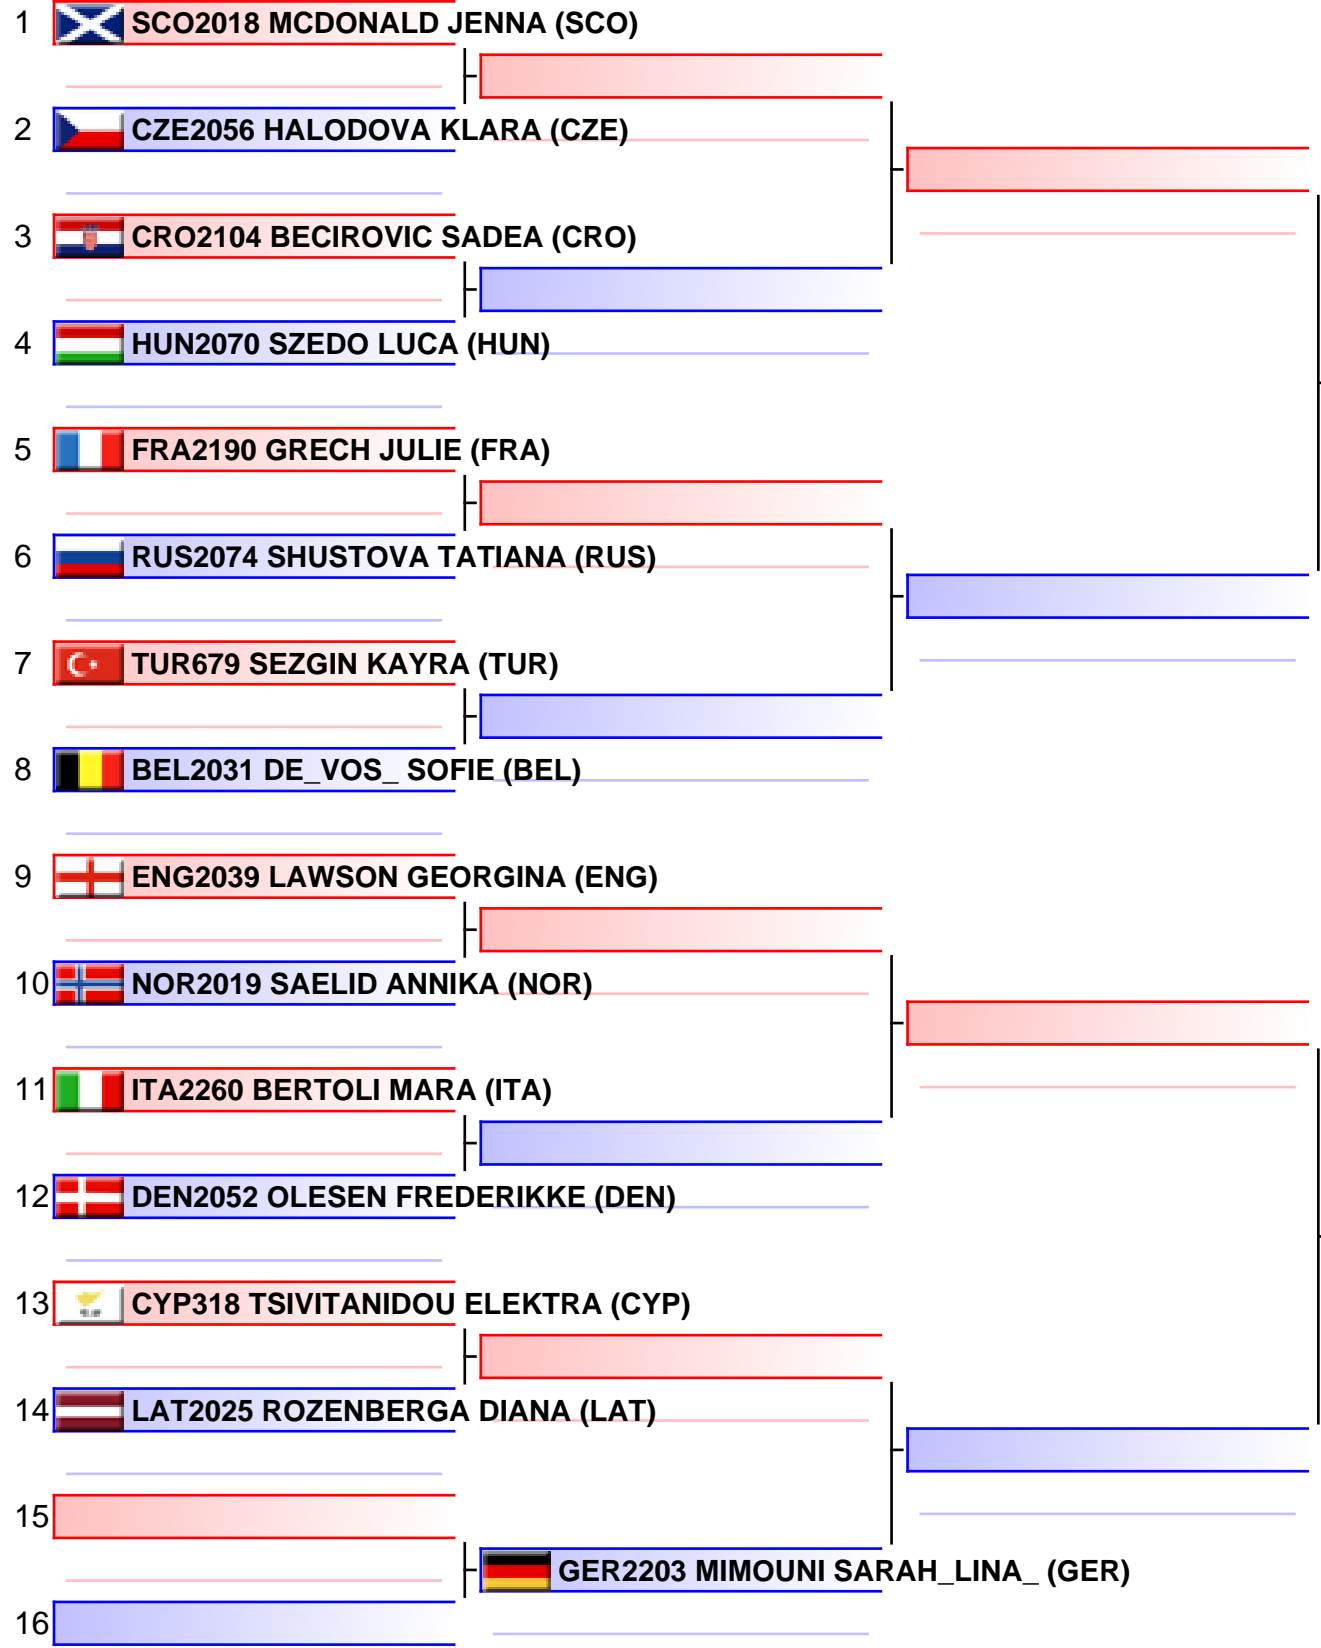 1 SCO2018 MCDONALD JENNA (SCO)
2 CZE2056 HALODOVA KLARA (CZE)
3 CRO2104 BECIROVIC SADEA (CRO)
4 HUN2070 SZEDO LUCA (HUN)
5 FRA2190 GRECH JULIE (FRA)
6 RUS2074 SHUSTOVA TATIANA (RUS)
7 TUR679 SEZGIN KAYRA (TUR)
8 BEL2031 DE_VOS_ SOFIE (BEL)
9 ENG2039 LAWSON GEORGINA (ENG)
10 NOR2019 SAELID ANNIKA (NOR)
11 ITA2260 BERTOLI MARA (ITA)
12 DEN2052 OLESEN FREDERIKKE (DEN)
13 CYP318 TSIVITANIDOU ELEKTRA (CYP)
14 LAT2025 ROZENBERGA DIANA (LAT)
15
GER2203 MIMOUNI SARAH_LINA_ (GER)
16